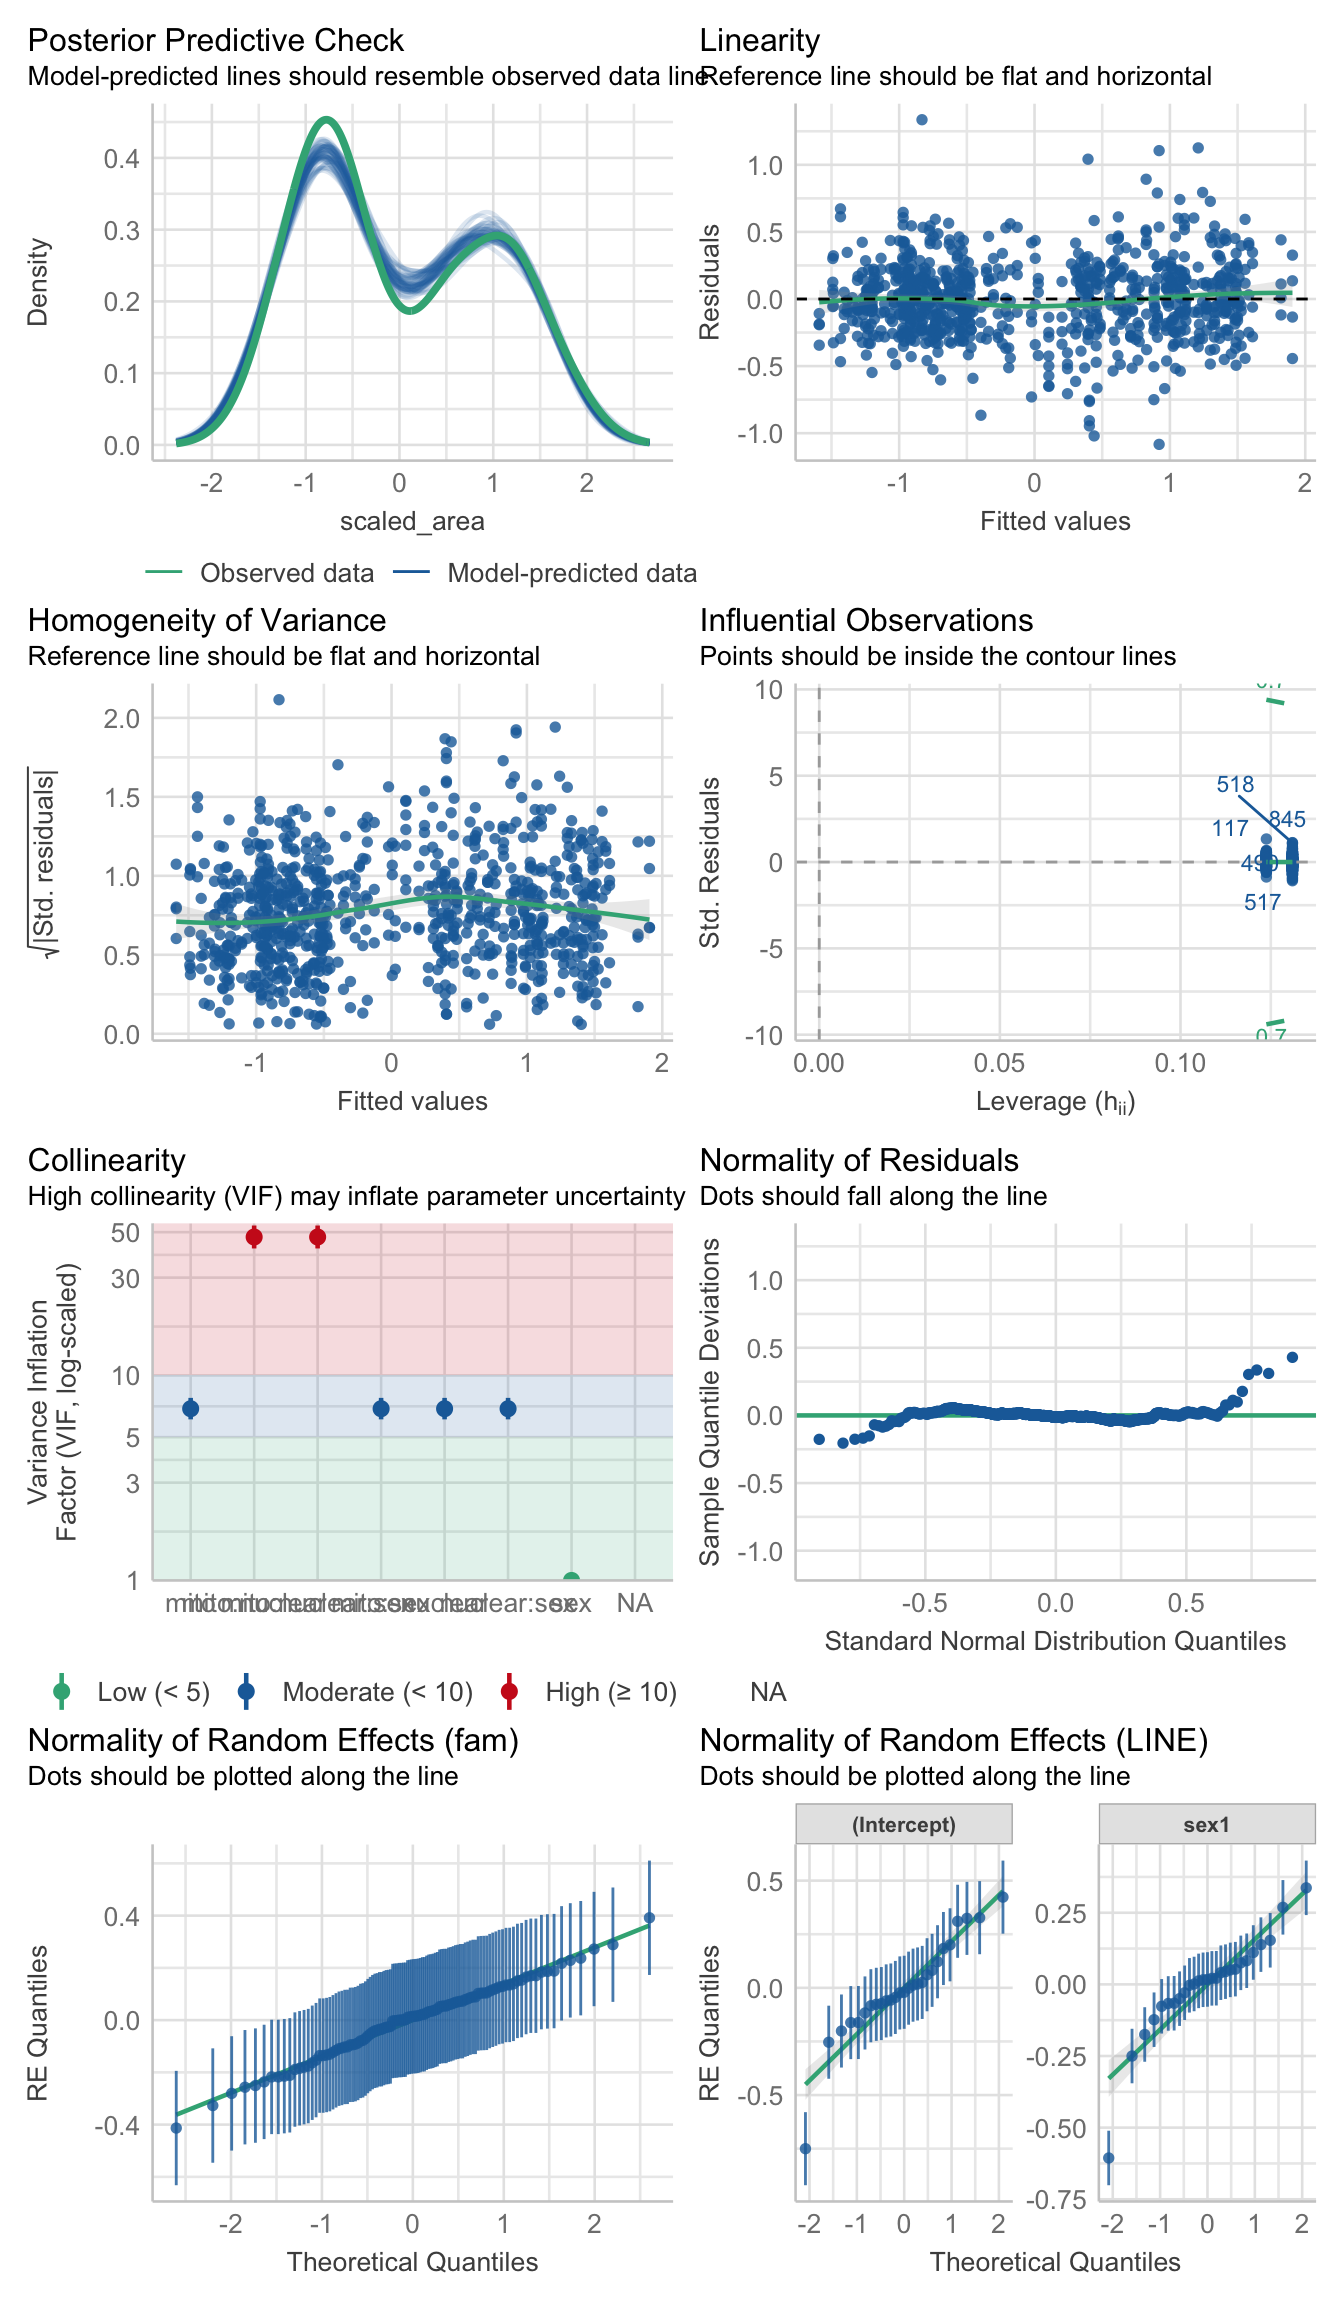 Posterior Predictive Check
Model-predicted lines should resemble observed data line
Density
0.4
0.3
0.2
0.1
0.0
-2 -1 0 1 2
scaled_area
Observed data Model-predicted data
Linearity
Reference line should be flat and horizontal
Residuals
1.0
0.5
0.0
-0.5
-1.0
-1 0 1 2
Fitted values
Homogeneity of Variance
Reference line should be flat and horizontal
√|Std. residuals|
2.0
1.5
1.0
0.5
0.0
-1 0 1 2
Fitted values
Influential Observations
Points should be inside the contour lines
Std. Residuals
10
5
0
-5
-10
0.7
518
845
117
517
0.7
0.00 0.05 0.10
Leverage (hii)
Collinearity
High collinearity (VIF) may inflate parameter uncertainty
Variance Inflation
Factor (VIF, log-scaled)
50
30
10
5
3
1
sex NA
Low (< 5) Moderate (< 10) High (≥ 10) NA
Normality of Residuals
Dots should fall along the line
Sample Quantile Deviations
1.0
0.5
0.0
-0.5
-1.0
-0.5 0.0 0.5
Standard Normal Distribution Quantiles
Normality of Random Effects (fam)
Dots should be plotted along the line
RE Quantiles
0.4
0.0
-0.4
-2 -1 0 1 2
Theoretical Quantiles
Normality of Random Effects (LINE)
Dots should be plotted along the line
(Intercept) sex1
RE Quantiles
0.5
0.0
-0.5
0.25
0.00
-0.25
-0.50
-0.75
-2 -1 0 1 2 -2 -1 0 1 2
Theoretical Quantiles